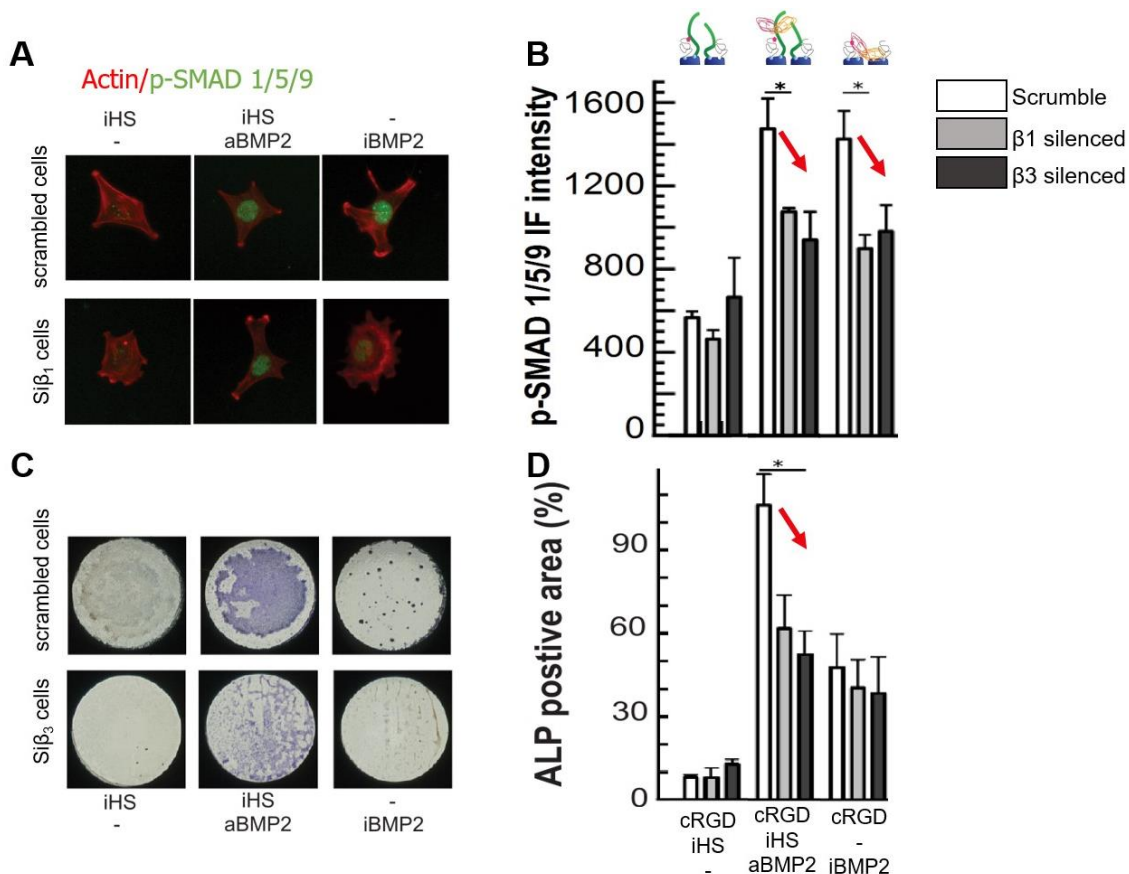 A
Actin/p-SMAD 1/5/9
iHS
-
iHS
aBMP2
-
iBMP2
scrambled cells
Siβ1 cells
B
p-SMAD 1/5/9 IF intensity
1600
1200
800
400
0
*
*
Scrumble
β1 silenced
β3 silenced
C
scrambled cells
Siβ3 cells
iHS
-
iHS
aBMP2
-
iBMP2
D
ALP postive area (%)
90
60
30
0
*
cRGD
iHS
-
cRGD
iHS
aBMP2
cRGD
-
iBMP2